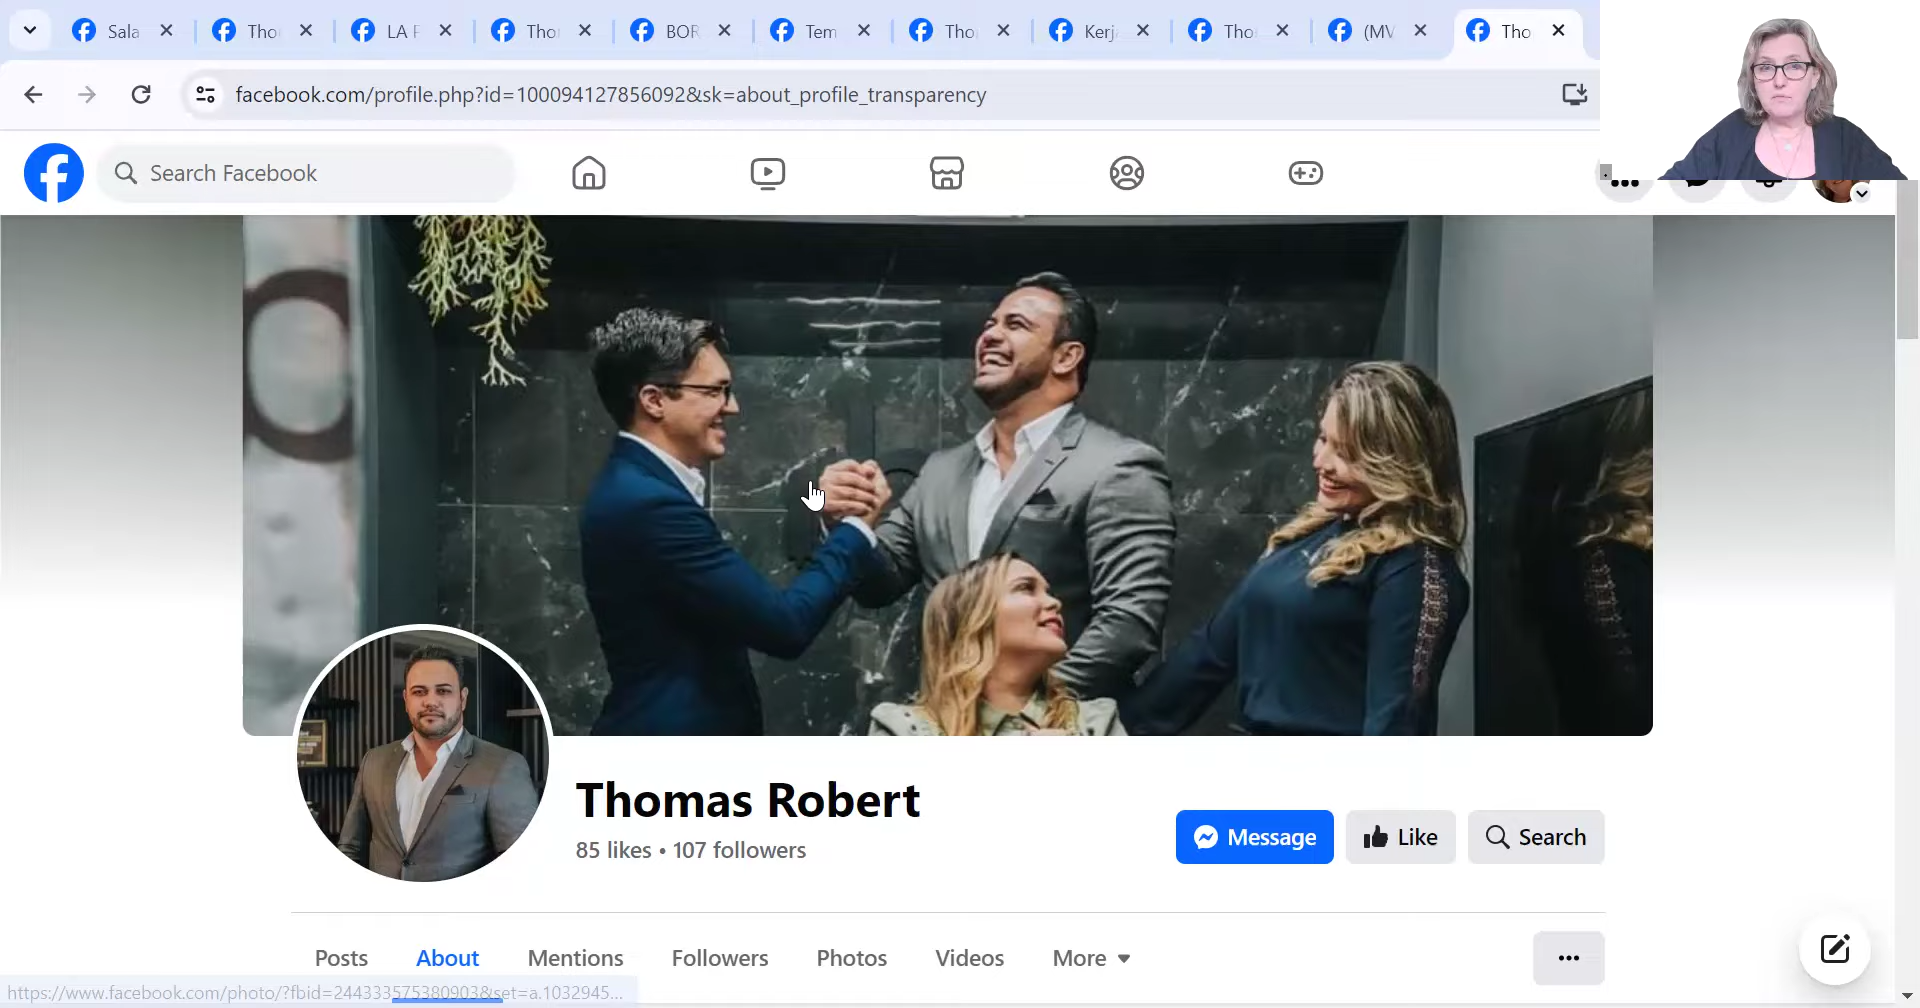 Sala
Tho
LA F
Tho
BOR
Tem
Tho
Kerj
Tho
(MV
Tho
facebook.com/profile.php?id=100094127856092&sk=about_profile_transparency
Search Facebook
Thomas Robert
85 likes • 107 followers
Message
Like
Search
Posts
About
Mentions
Followers
Photos
Videos
More
https://www.facebook.com/photo/?fbid=244333575380903&set=a.1032945...